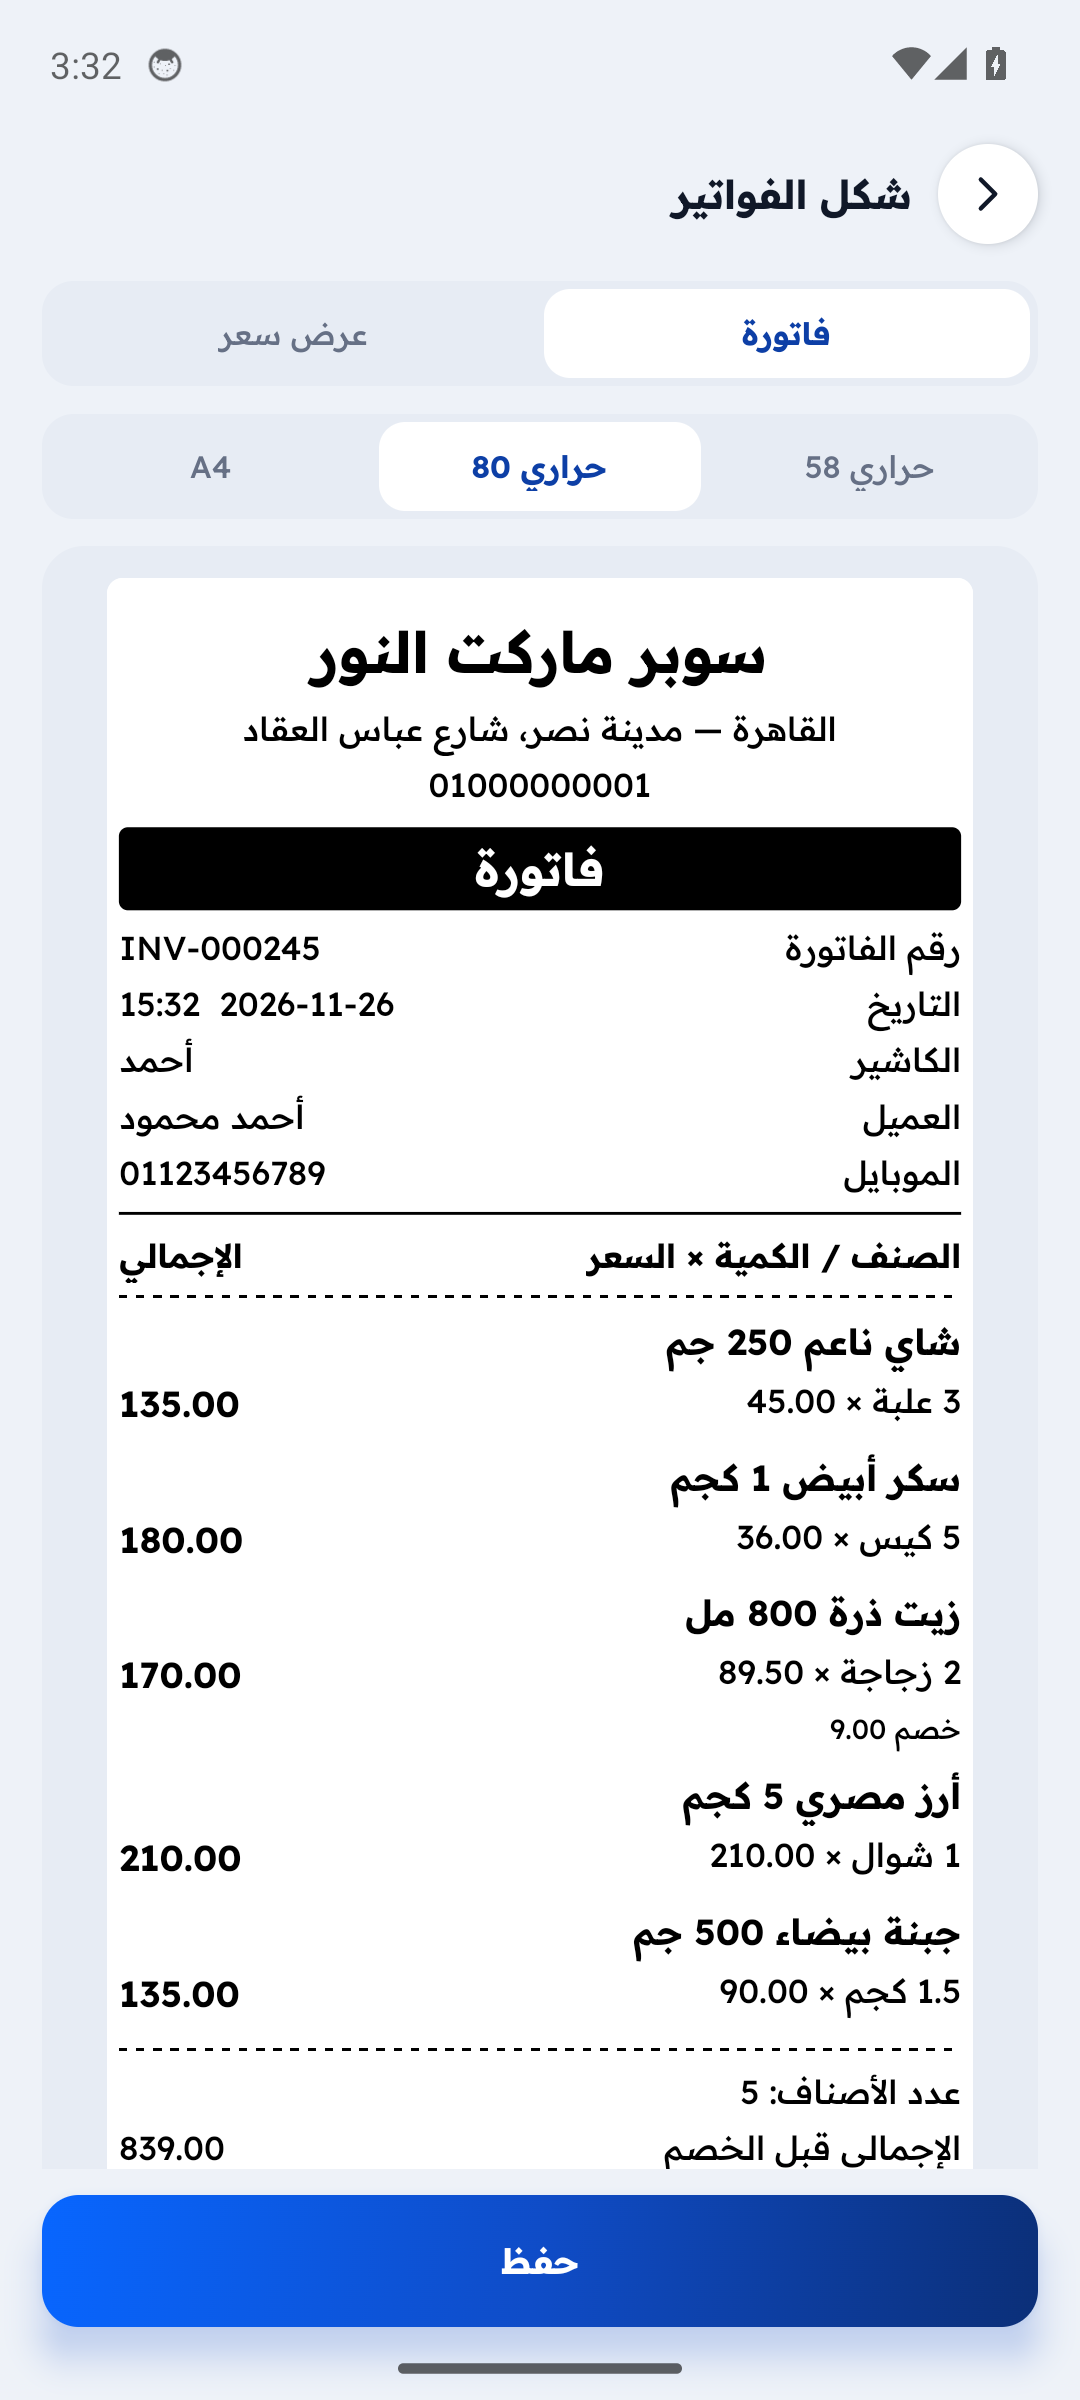 3:32
شكل الفواتير
فاتورة
عرض سعر
حراري 58
حراري 80
A4
سوبر ماركت النور
القاهرة — مدينة نصر، شارع عباس العقاد
01000000001
فاتورة
رقم الفاتورة INV-000245
التاريخ 2026-11-26 15:32
الكاشير أحمد
العميل أحمد محمود
الموبايل 01123456789
الصنف / الكمية × السعر الإجمالي
شاي ناعم 250 جم
3 علبة × 45.00 135.00
سكر أبيض 1 كجم
5 كيس × 36.00 180.00
زيت ذرة 800 مل
2 زجاجة × 89.50 170.00
خصم 9.00
أرز مصري 5 كجم
1 شوال × 210.00 210.00
جبنة بيضاء 500 جم
1.5 كجم × 90.00 135.00
عدد الأصناف: 5
الإجمالي قبل الخصم 839.00
حفظ